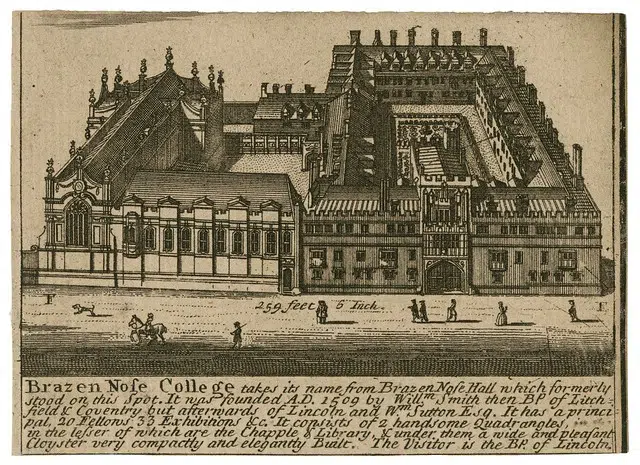 F
259 feet 6 Inch.
F
Brazen Nose College takes its name from Brazen Nose Hall which formerly
stood on this Spot. It was founded A.D. 1509 by Willm. Smith then Bp. of Litch-
field & Coventry but afterwards of Lincoln and Wm. Sutton Esq. It has a princi-
pal, 20 Fellows 33 Exhibitions &c. It consists of 2 handsome Quadrangles,
in the lesser of which are the Chapple & Library, & under them a wide and pleasant
Cloyster very compactly and elegantly Built. The Visitor is the Bp. of Lincoln.